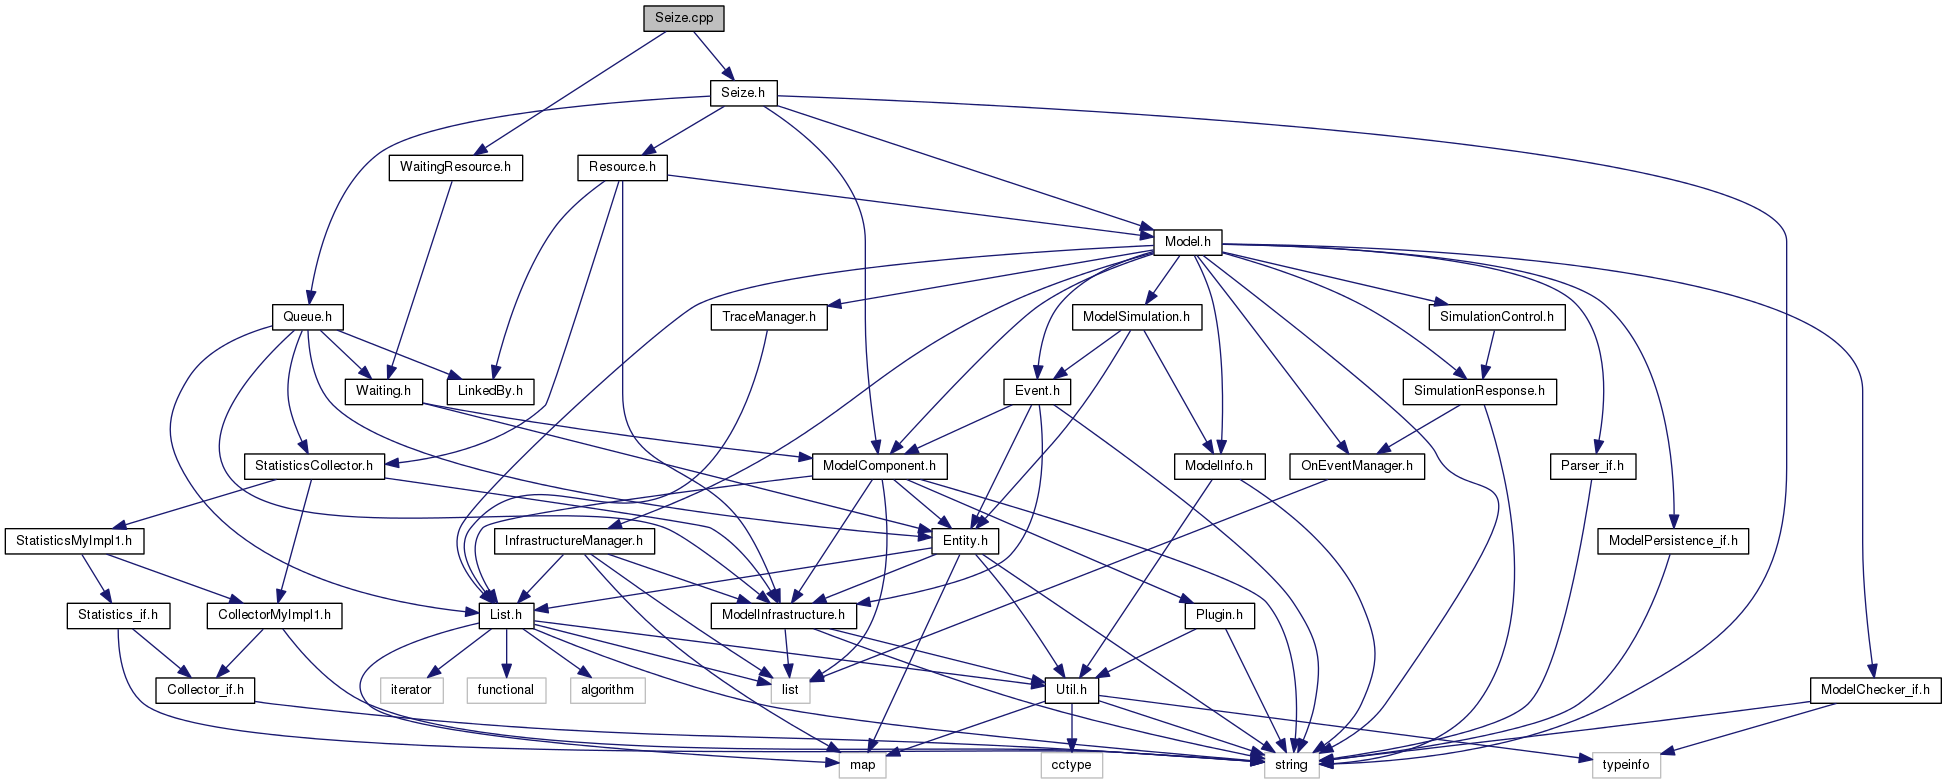 Seize.cpp
Seize.h
WaitingResource.h
Resource.h
Model.h
Queue.h
TraceManager.h
ModelSimulation.h
SimulationControl.h
Waiting.h
LinkedBy.h
Event.h
SimulationResponse.h
StatisticsCollector.h
ModelComponent.h
ModelInfo.h
OnEventManager.h
Parser_if.h
StatisticsMyImpl1.h
InfrastructureManager.h
Entity.h
ModelPersistence_if.h
Statistics_if.h
CollectorMyImpl1.h
List.h
ModelInfrastructure.h
Plugin.h
Collector_if.h
iterator
functional
algorithm
list
Util.h
ModelChecker_if.h
map
cctype
string
typeinfo